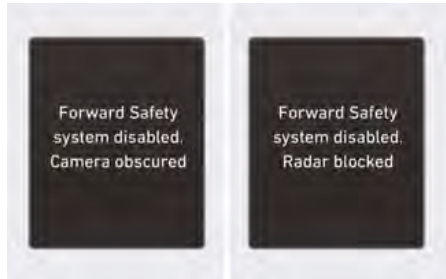 Forward Safety
system disabled.
Camera obscured
Forward Safety
system disabled.
Radar blocked